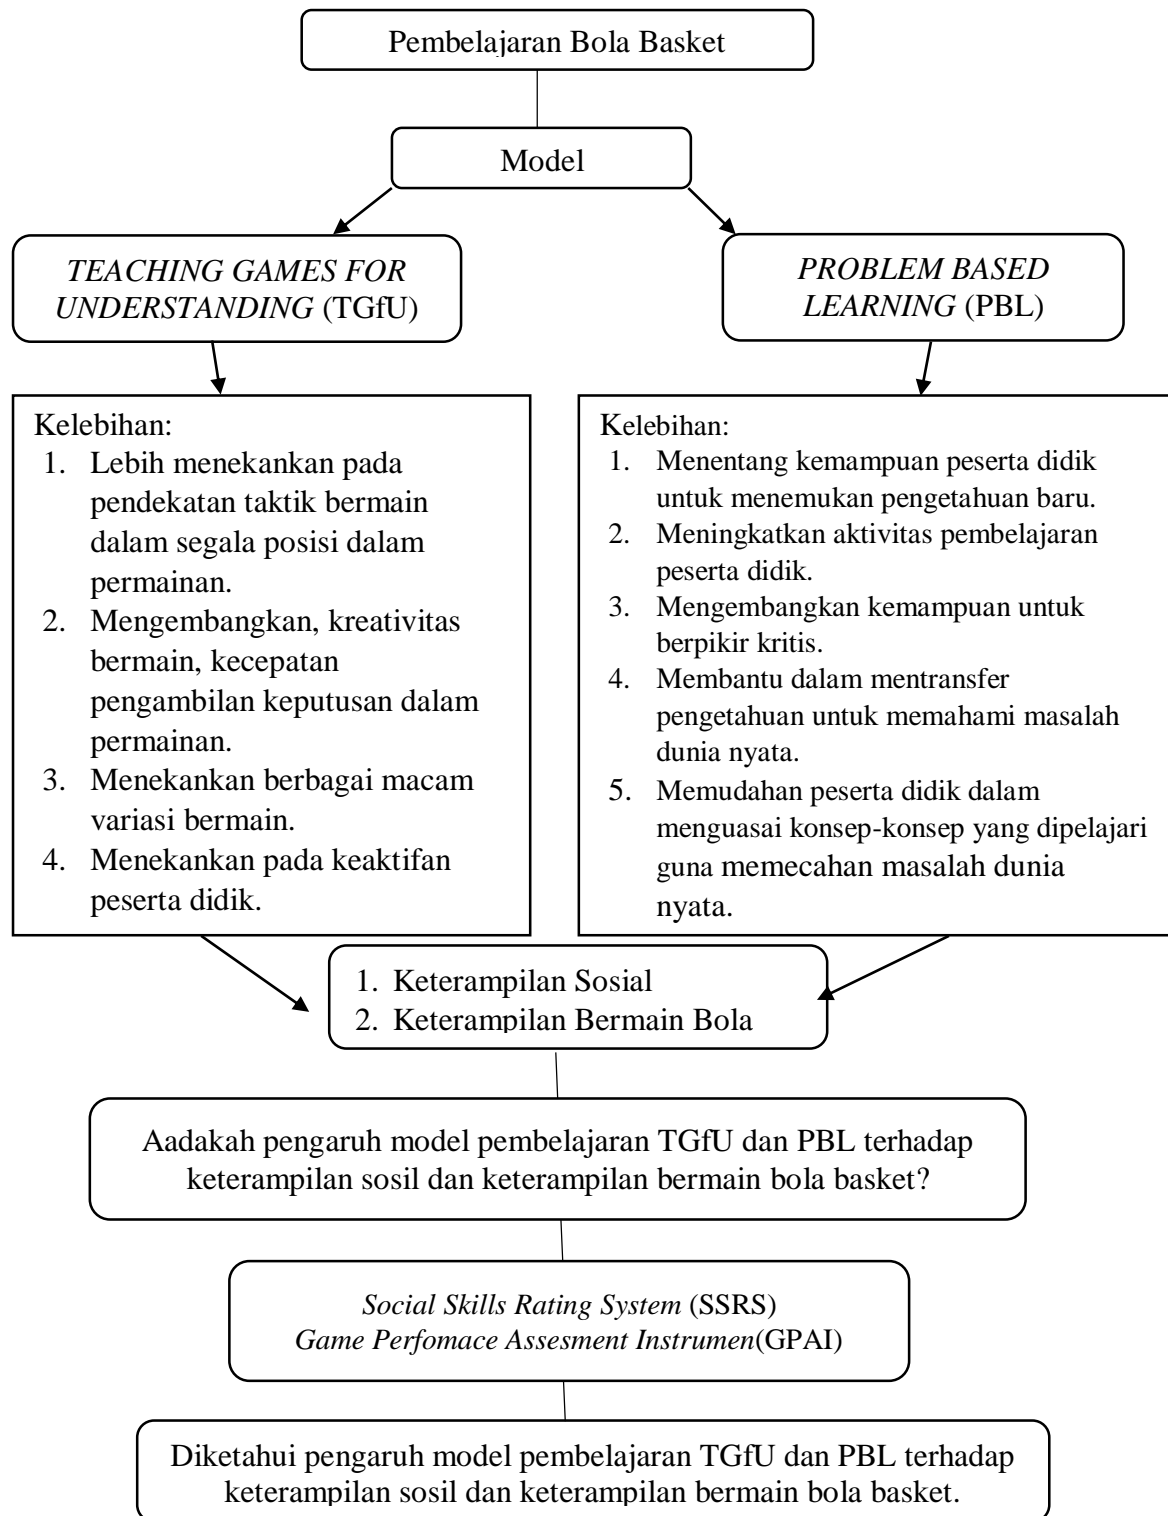 Pembelajaran Bola Basket
Model
TEACHING GAMES FOR
UNDERSTANDING (TGfU)
PROBLEM BASED
LEARNING (PBL)
Kelebihan:
1. Lebih menekankan pada
pendekatan taktik bermain
dalam segala posisi dalam
permainan.
2. Mengembangkan, kreativitas
bermain, kecepatan
pengambilan keputusan dalam
permainan.
3. Menekankan berbagai macam
variasi bermain.
4. Menekankan pada keaktifan
peserta didik.
Kelebihan:
1. Menentang kemampuan peserta didik
untuk menemukan pengetahuan baru.
2. Meningkatkan aktivitas pembelajaran
peserta didik.
3. Mengembangkan kemampuan untuk
berpikir kritis.
4. Membantu dalam mentransfer
pengetahuan untuk memahami masalah
dunia nyata.
5. Memudahan peserta didik dalam
menguasai konsep-konsep yang dipelajari
guna memecahan masalah dunia
nyata.
1. Keterampilan Sosial
2. Keterampilan Bermain Bola
Aadakah pengaruh model pembelajaran TGfU dan PBL terhadap
keterampilan sosil dan keterampilan bermain bola basket?
Social Skills Rating System (SSRS)
Game Perfomace Assesment Instrumen(GPAI)
Diketahui pengaruh model pembelajaran TGfU dan PBL terhadap
keterampilan sosil dan keterampilan bermain bola basket.